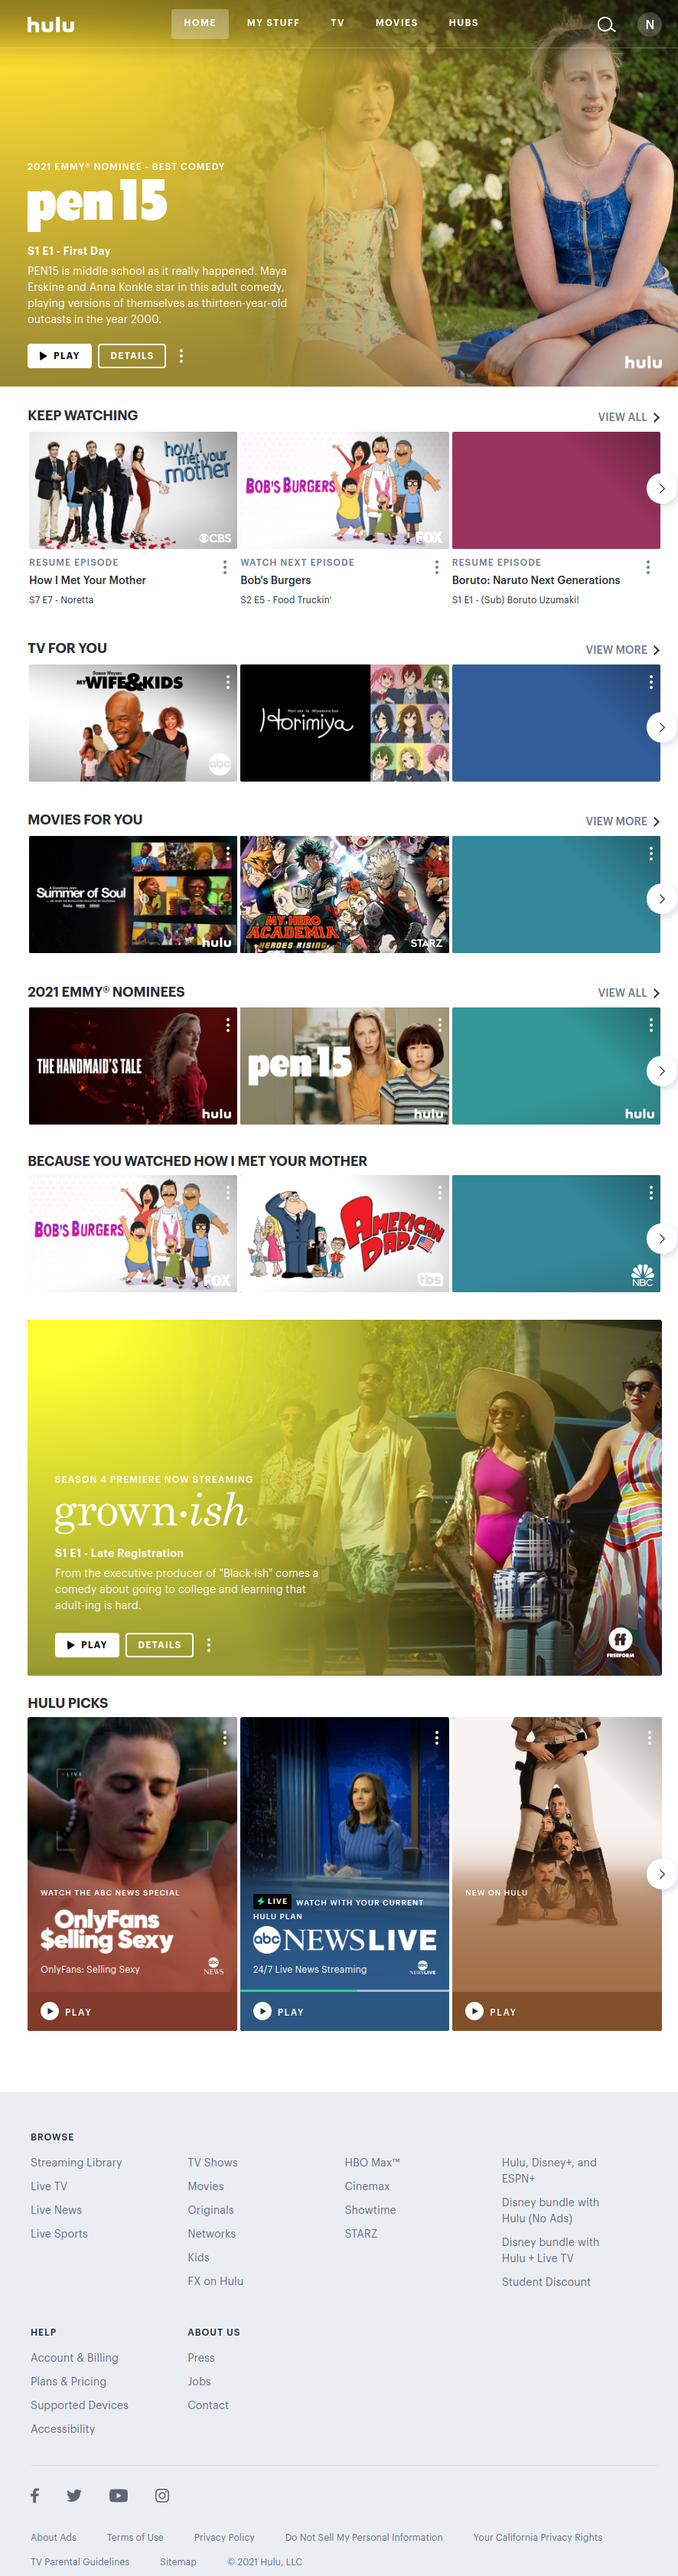 hulu
HOME
MY STUFF
TV
MOVIES
HUBS
N
2021 EMMY® NOMINEE - BEST COMEDY
pen15
S1 E1 - First Day
PEN15 is middle school as it really happened. Maya
Erskine and Anna Konkle star in this adult comedy,
playing versions of themselves as thirteen-year-old
outcasts in the year 2000.
PLAY
DETAILS
hulu
KEEP WATCHING
VIEW ALL
how i
met your
mother
CBS
BOB'S BURGERS
FOX
RESUME EPISODE
How I Met Your Mother
S7 E7 - Noretta
WATCH NEXT EPISODE
Bob's Burgers
S2 E5 - Food Truckin'
RESUME EPISODE
Boruto: Naruto Next Generations
S1 E1 - (Sub) Boruto Uzumaki!
TV FOR YOU
VIEW MORE
Damon Wayans
MY WIFE & KIDS
abc
Horimiya
MOVIES FOR YOU
VIEW MORE
Summer of Soul
hulu
MY HERO
ACADEMIA
HEROES RISING
STARZ
2021 EMMY® NOMINEES
VIEW ALL
THE HANDMAID'S TALE
hulu
pen15
hulu
hulu
BECAUSE YOU WATCHED HOW I MET YOUR MOTHER
BOB'S BURGERS
FOX
AMERICAN
DAD!
tbs
NBC
SEASON 4 PREMIERE NOW STREAMING
grown·ish
S1 E1 - Late Registration
From the executive producer of "Black-ish" comes a
comedy about going to college and learning that
adult-ing is hard.
PLAY
DETAILS
ff
FREEFORM
HULU PICKS
LIVE
WATCH THE ABC NEWS SPECIAL
OnlyFans
$elling Sexy
OnlyFans: Selling Sexy
abc
NEWS
PLAY
LIVE WATCH WITH YOUR CURRENT
HULU PLAN
abc NEWS LIVE
24/7 Live News Streaming
abc
NEWSLIVE
PLAY
NEW ON HULU
PLAY
BROWSE
Streaming Library
Live TV
Live News
Live Sports
TV Shows
Movies
Originals
Networks
Kids
FX on Hulu
HBO Max™
Cinemax
Showtime
STARZ
Hulu, Disney+, and
ESPN+
Disney bundle with
Hulu (No Ads)
Disney bundle with
Hulu + Live TV
Student Discount
HELP
Account & Billing
Plans & Pricing
Supported Devices
Accessibility
ABOUT US
Press
Jobs
Contact
About Ads
Terms of Use
Privacy Policy
Do Not Sell My Personal Information
Your California Privacy Rights
TV Parental Guidelines
Sitemap
© 2021 Hulu, LLC